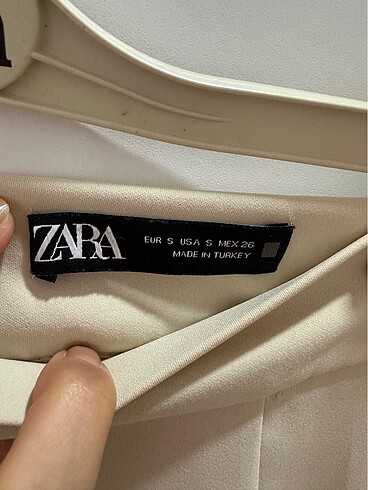 ZARA
EUR S USA S MEX 26
MADE IN TURKEY